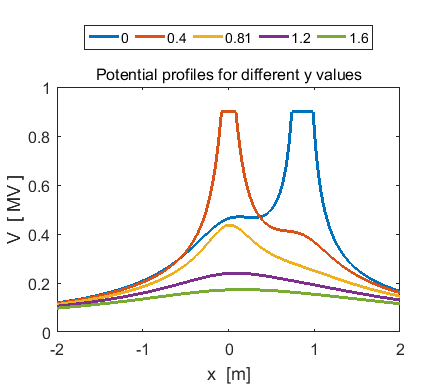 0 0.4 0.81 1.2 1.6
Potential profiles for different y values
V [ MV ]
1
0.8
0.6
0.4
0.2
0
-2 -1 0 1 2
x [m]